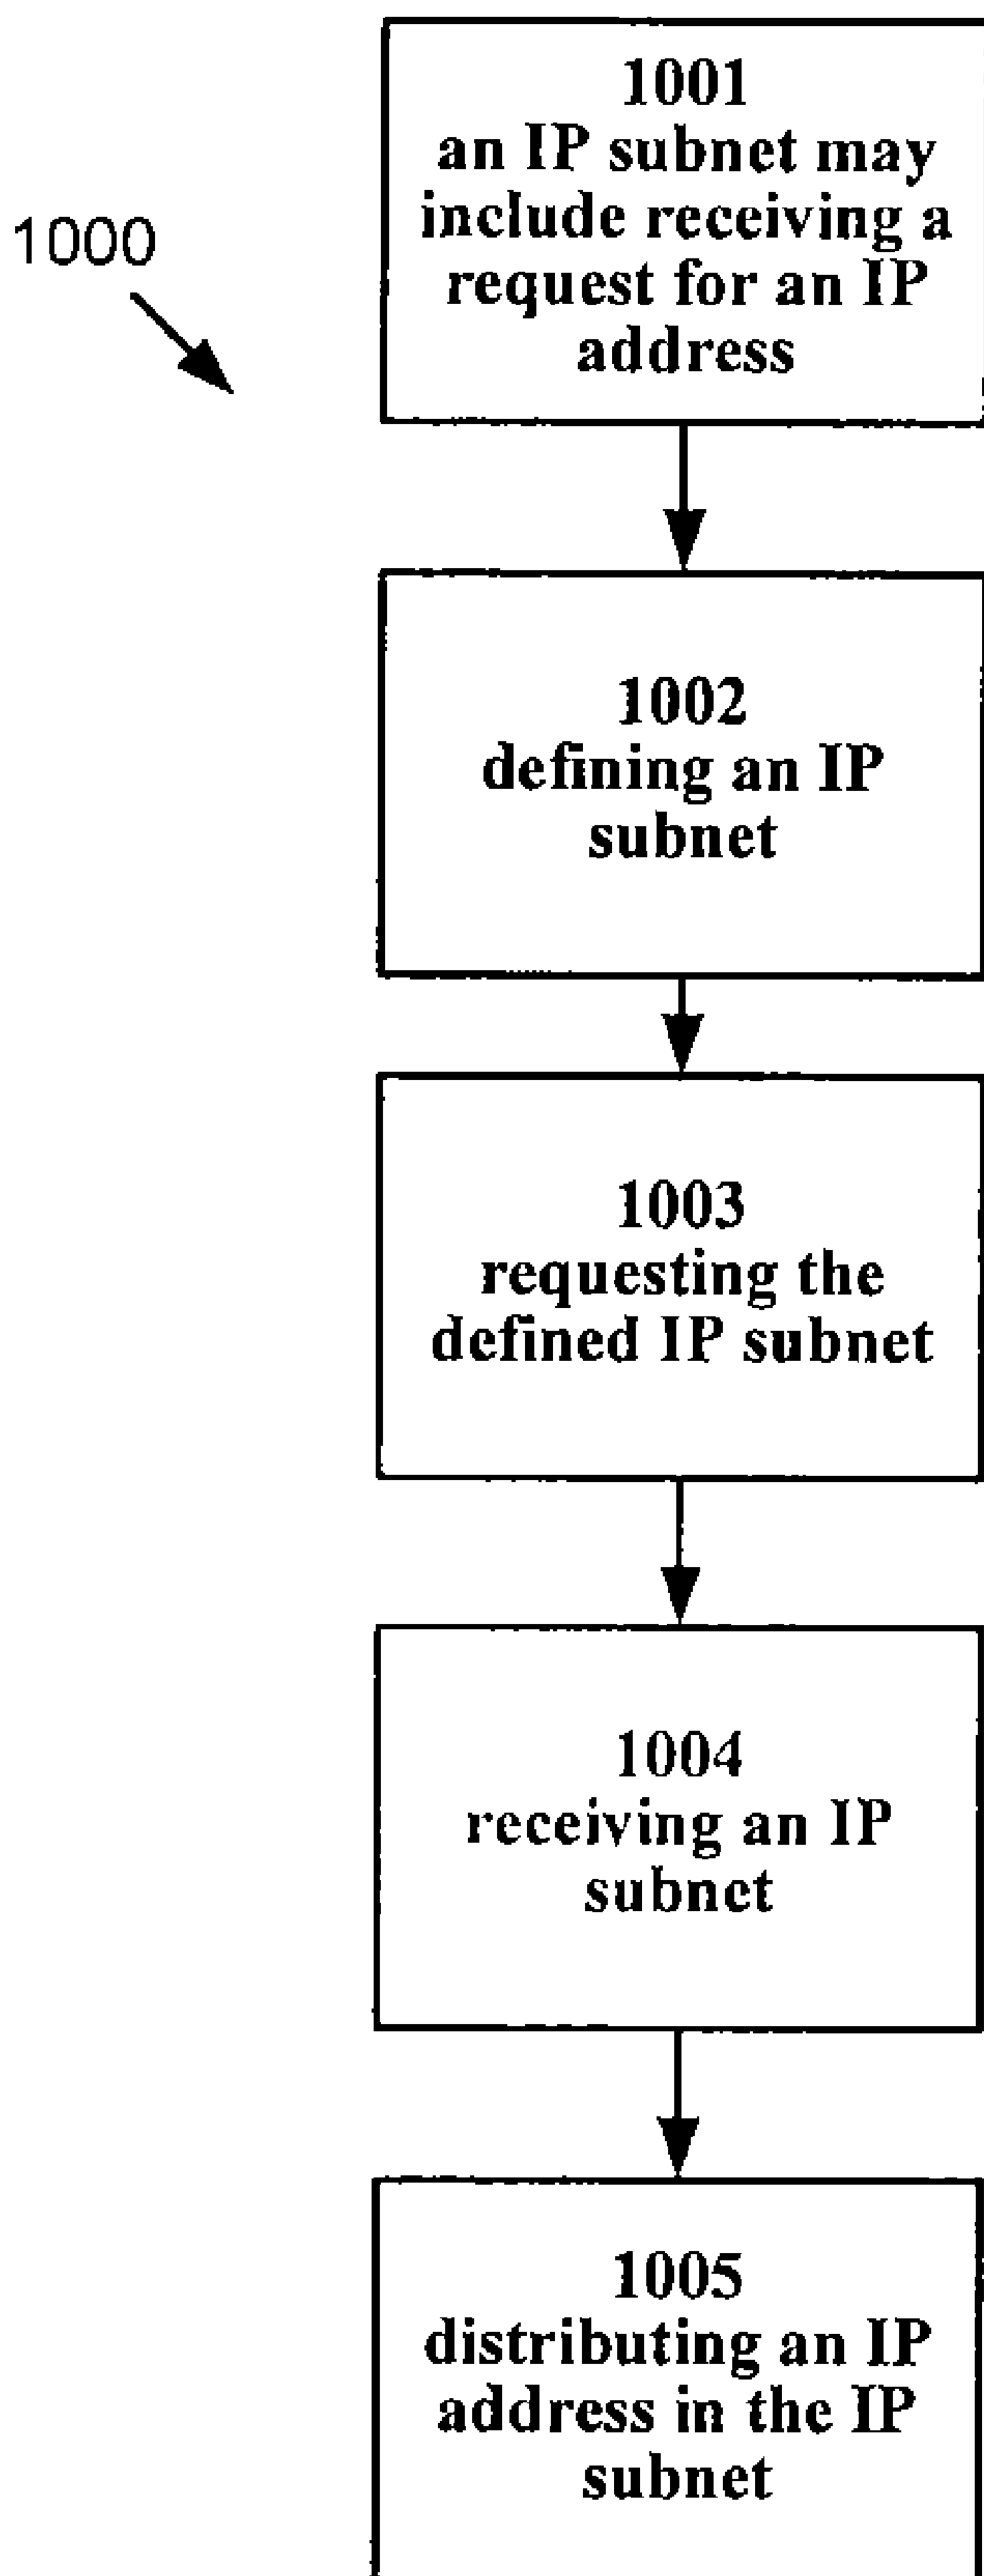 1000
1001
an IP subnet may
include receiving a
request for an IP
address
1002
defining an IP
subnet
1003
requesting the
defined IP subnet
1004
receiving an IP
subnet
1005
distributing an IP
address in the IP
subnet